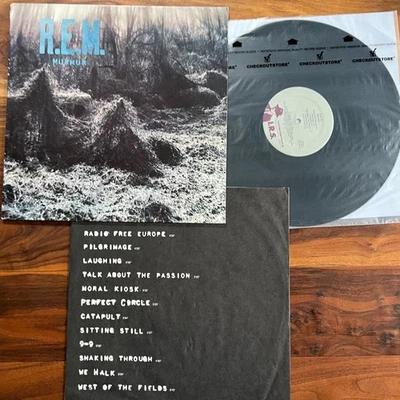 R.E.M.
MURMUR
CHECKOUTSTORE
CHECKOUTSTORE
I.R.S.
RADIO FREE EUROPE
PILGRIMAGE
LAUGHING
TALK ABOUT THE PASSION
MORAL KIOSK
PERFECT CIRCLE
CATAPULT
SITTING STILL
9-9
SHAKING THROUGH
WE WALK
WEST OF THE FIELDS